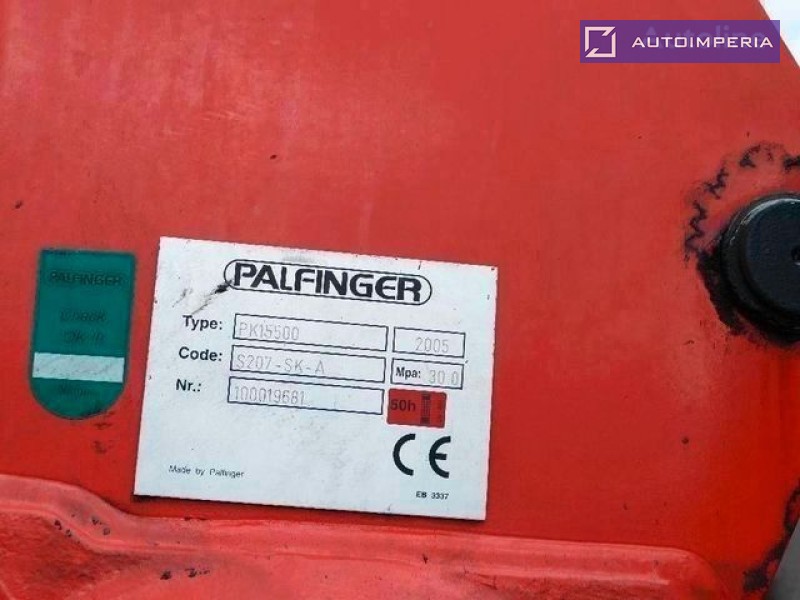 AUTOIMPERIA
PALFINGER
PALFINGER
Type: PK15500 2005
Code: S207-SK-A Mpa: 30.0
Nr.: 100019681
50h
CE
Made by Palfinger
EB 3337